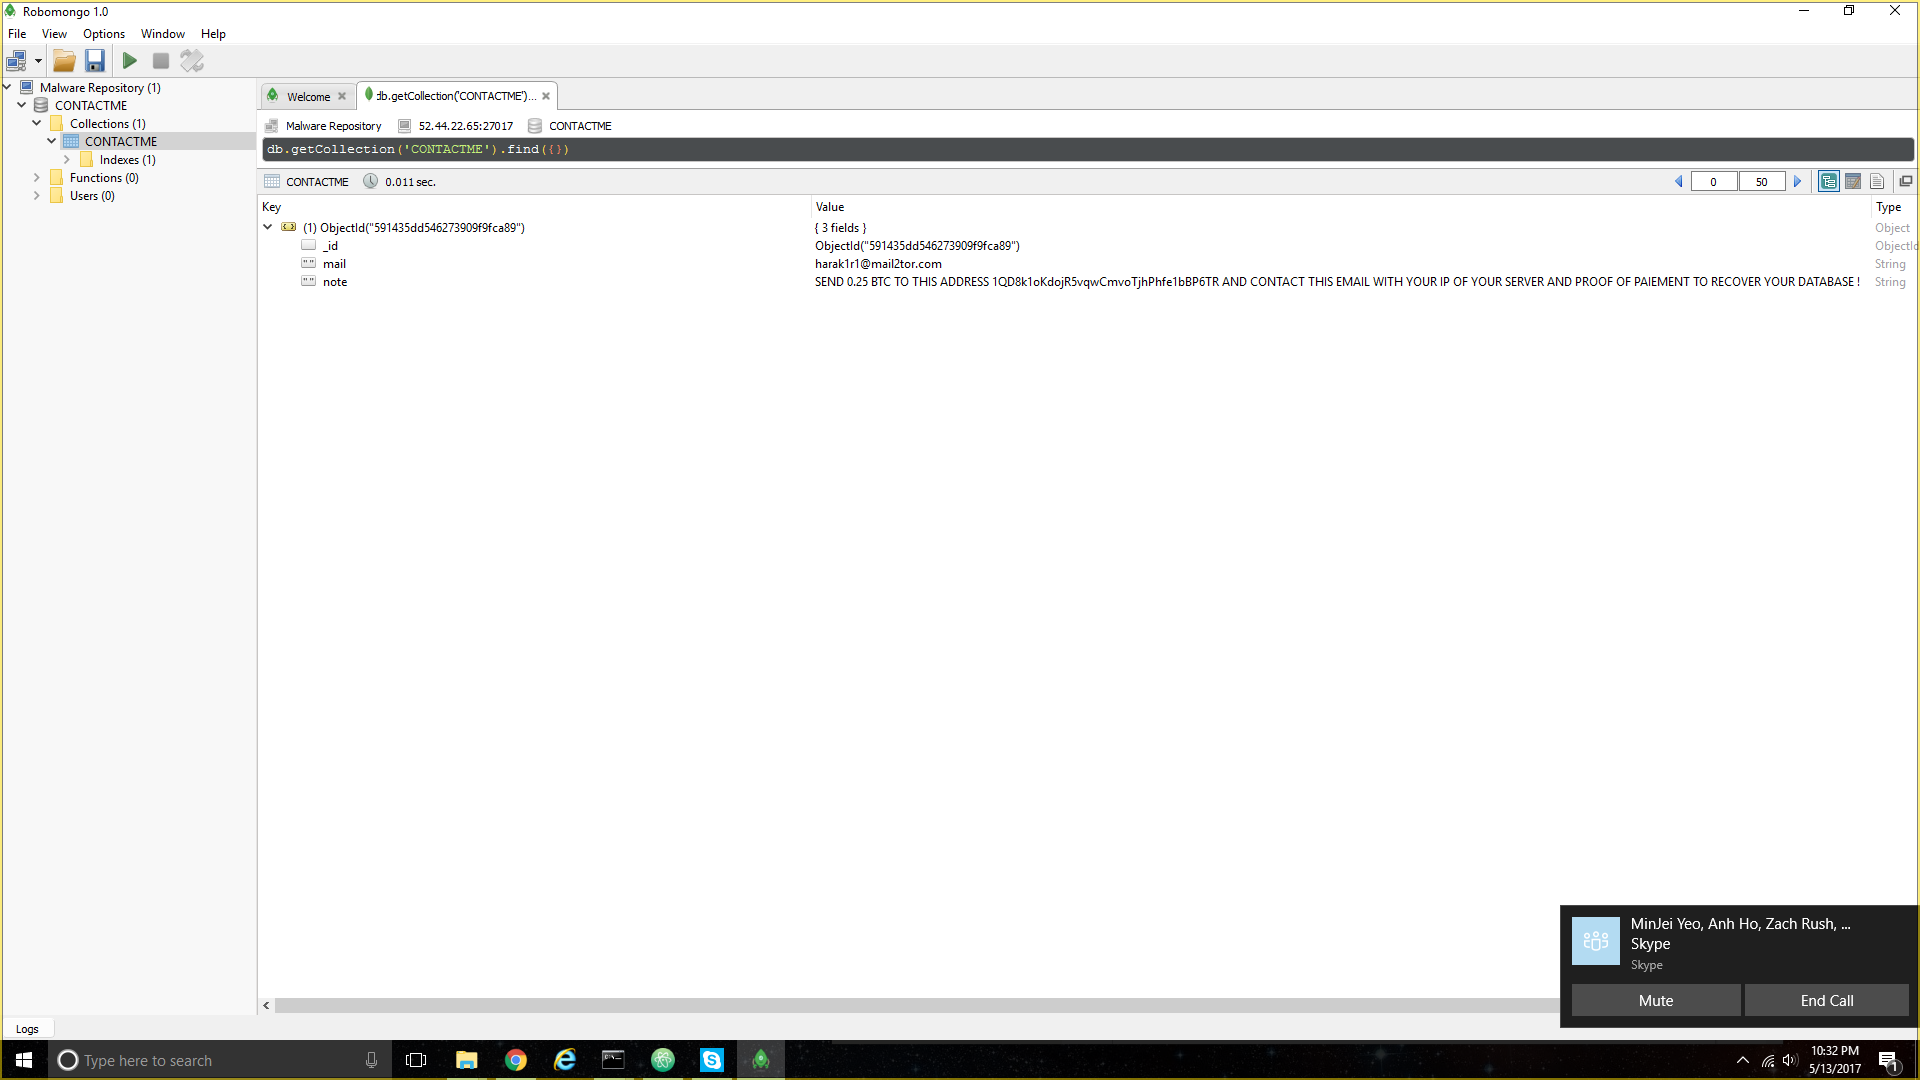 Robomongo 1.0
File View Options Window Help
Malware Repository (1)
CONTACTME
Collections (1)
CONTACTME
Indexes (1)
Functions (0)
Users (0)
Welcome db.getCollection('CONTACTME')...
Malware Repository 52.44.22.65:27017 CONTACTME
db.getCollection('CONTACTME').find({})
CONTACTME 0.011 sec. 0 50
Key Value Type
(1) ObjectId("591435dd546273909f9fca89") { 3 fields } Object
_id ObjectId("591435dd546273909f9fca89") ObjectId
mail harak1r1@mail2tor.com String
note SEND 0.25 BTC TO THIS ADDRESS 1QD8k1oKdojR5vqwCmvoTjhPhfe1bBP6TR AND CONTACT THIS EMAIL WITH YOUR IP OF YOUR SERVER AND PROOF OF PAIEMENT TO RECOVER YOUR DATABASE ! String
MinJei Yeo, Anh Ho, Zach Rush, ...
Skype
Skype
Mute End Call
Logs
Type here to search
10:32 PM
5/13/2017
1